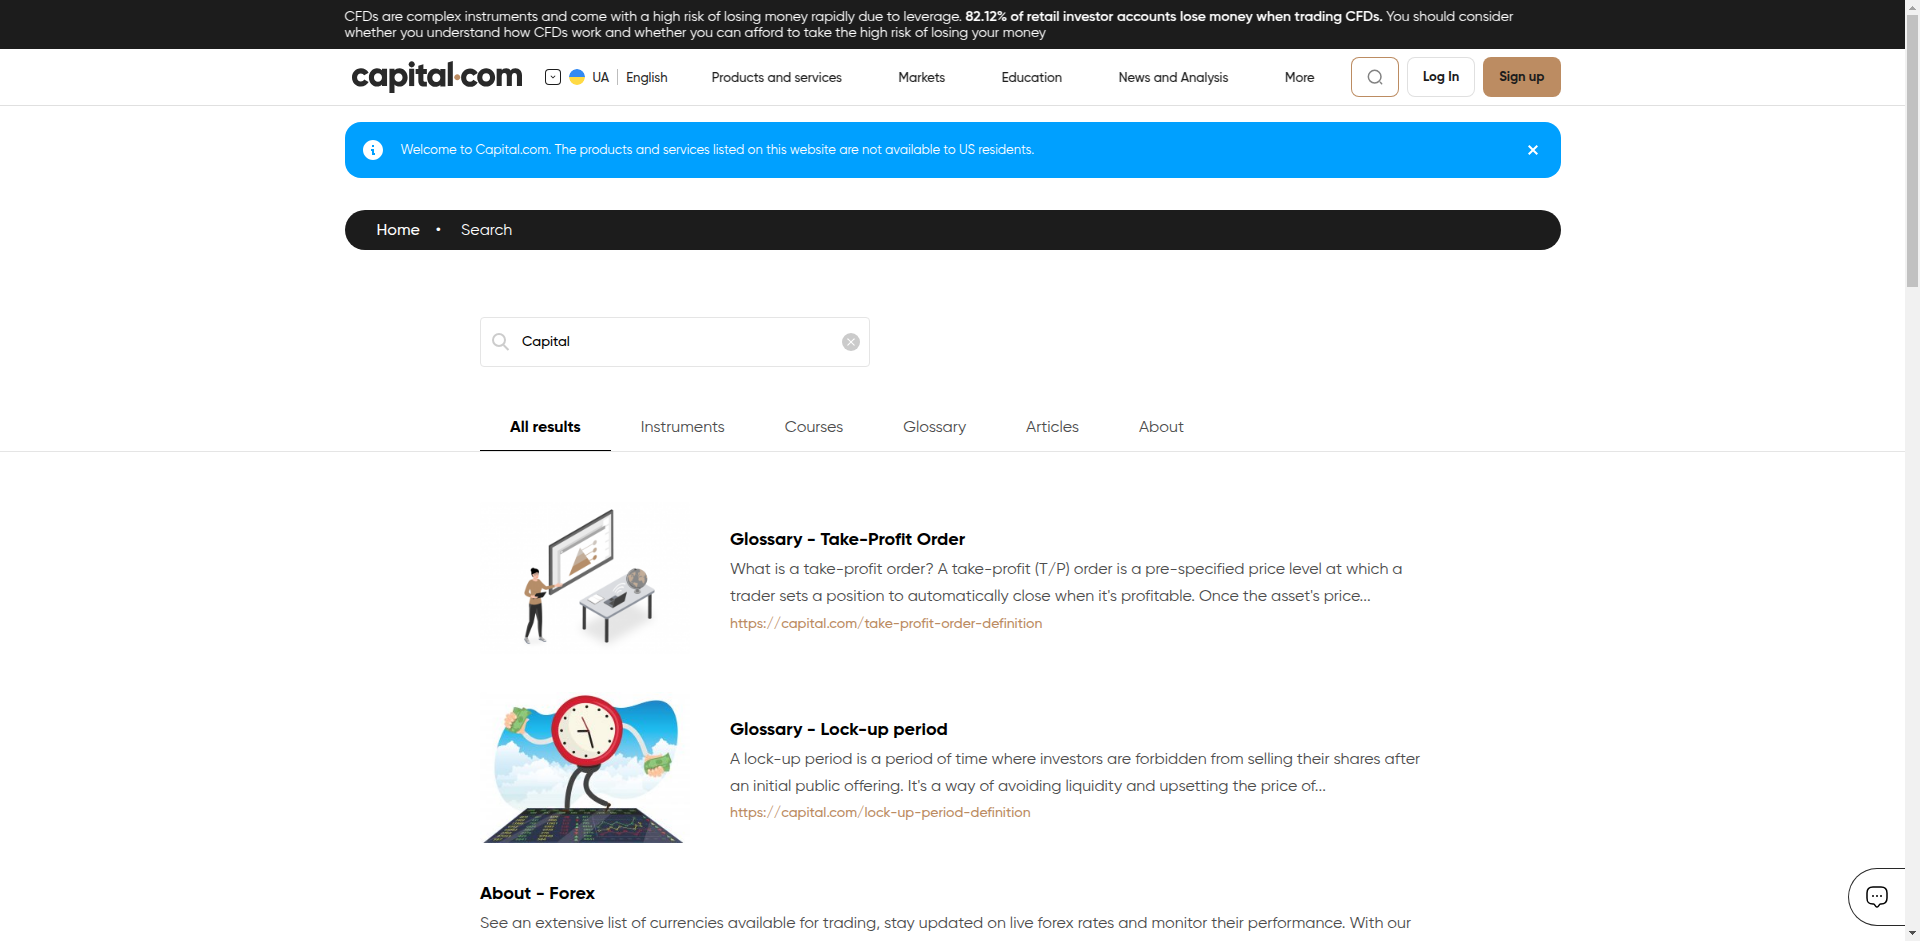 CFDs are complex instruments and come with a high risk of losing money rapidly due to leverage. 82.12% of retail investor accounts lose money when trading CFDs. You should consider
whether you understand how CFDs work and whether you can afford to take the high risk of losing your money
capital.com
UA
English
Products and services
Markets
Education
News and Analysis
More
Log In
Sign up
Welcome to Capital.com. The products and services listed on this website are not available to US residents.
Home • Search
Capital
All results
Instruments
Courses
Glossary
Articles
About
Glossary - Take-Profit Order
What is a take-profit order? A take-profit (T/P) order is a pre-specified price level at which a
trader sets a position to automatically close when it's profitable. Once the asset's price...
https://capital.com/take-profit-order-definition
Glossary - Lock-up period
A lock-up period is a period of time where investors are forbidden from selling their shares after
an initial public offering. It's a way of avoiding liquidity and upsetting the price of...
https://capital.com/lock-up-period-definition
About - Forex
See an extensive list of currencies available for trading, stay updated on live forex rates and monitor their performance. With our